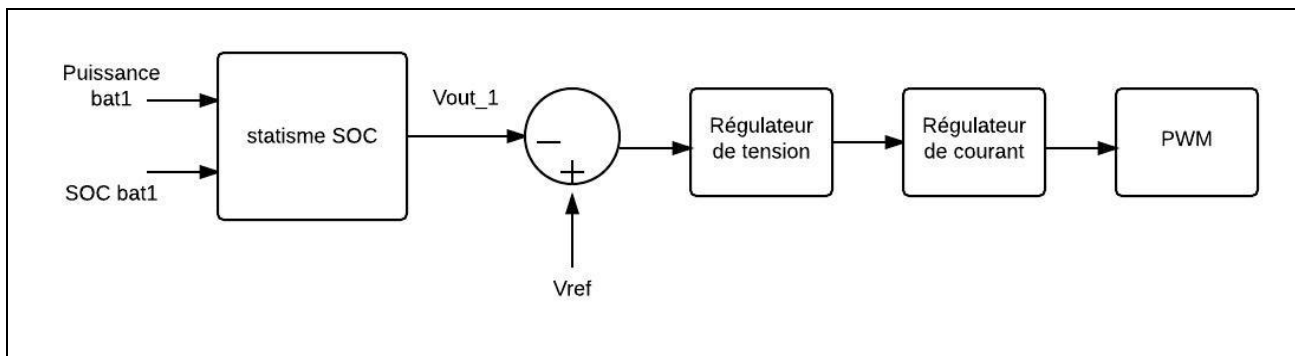 Puissance
bat1
SOC bat1
statisme SOC
Vout_1
Vref
Régulateur
de tension
Régulateur
de courant
PWM